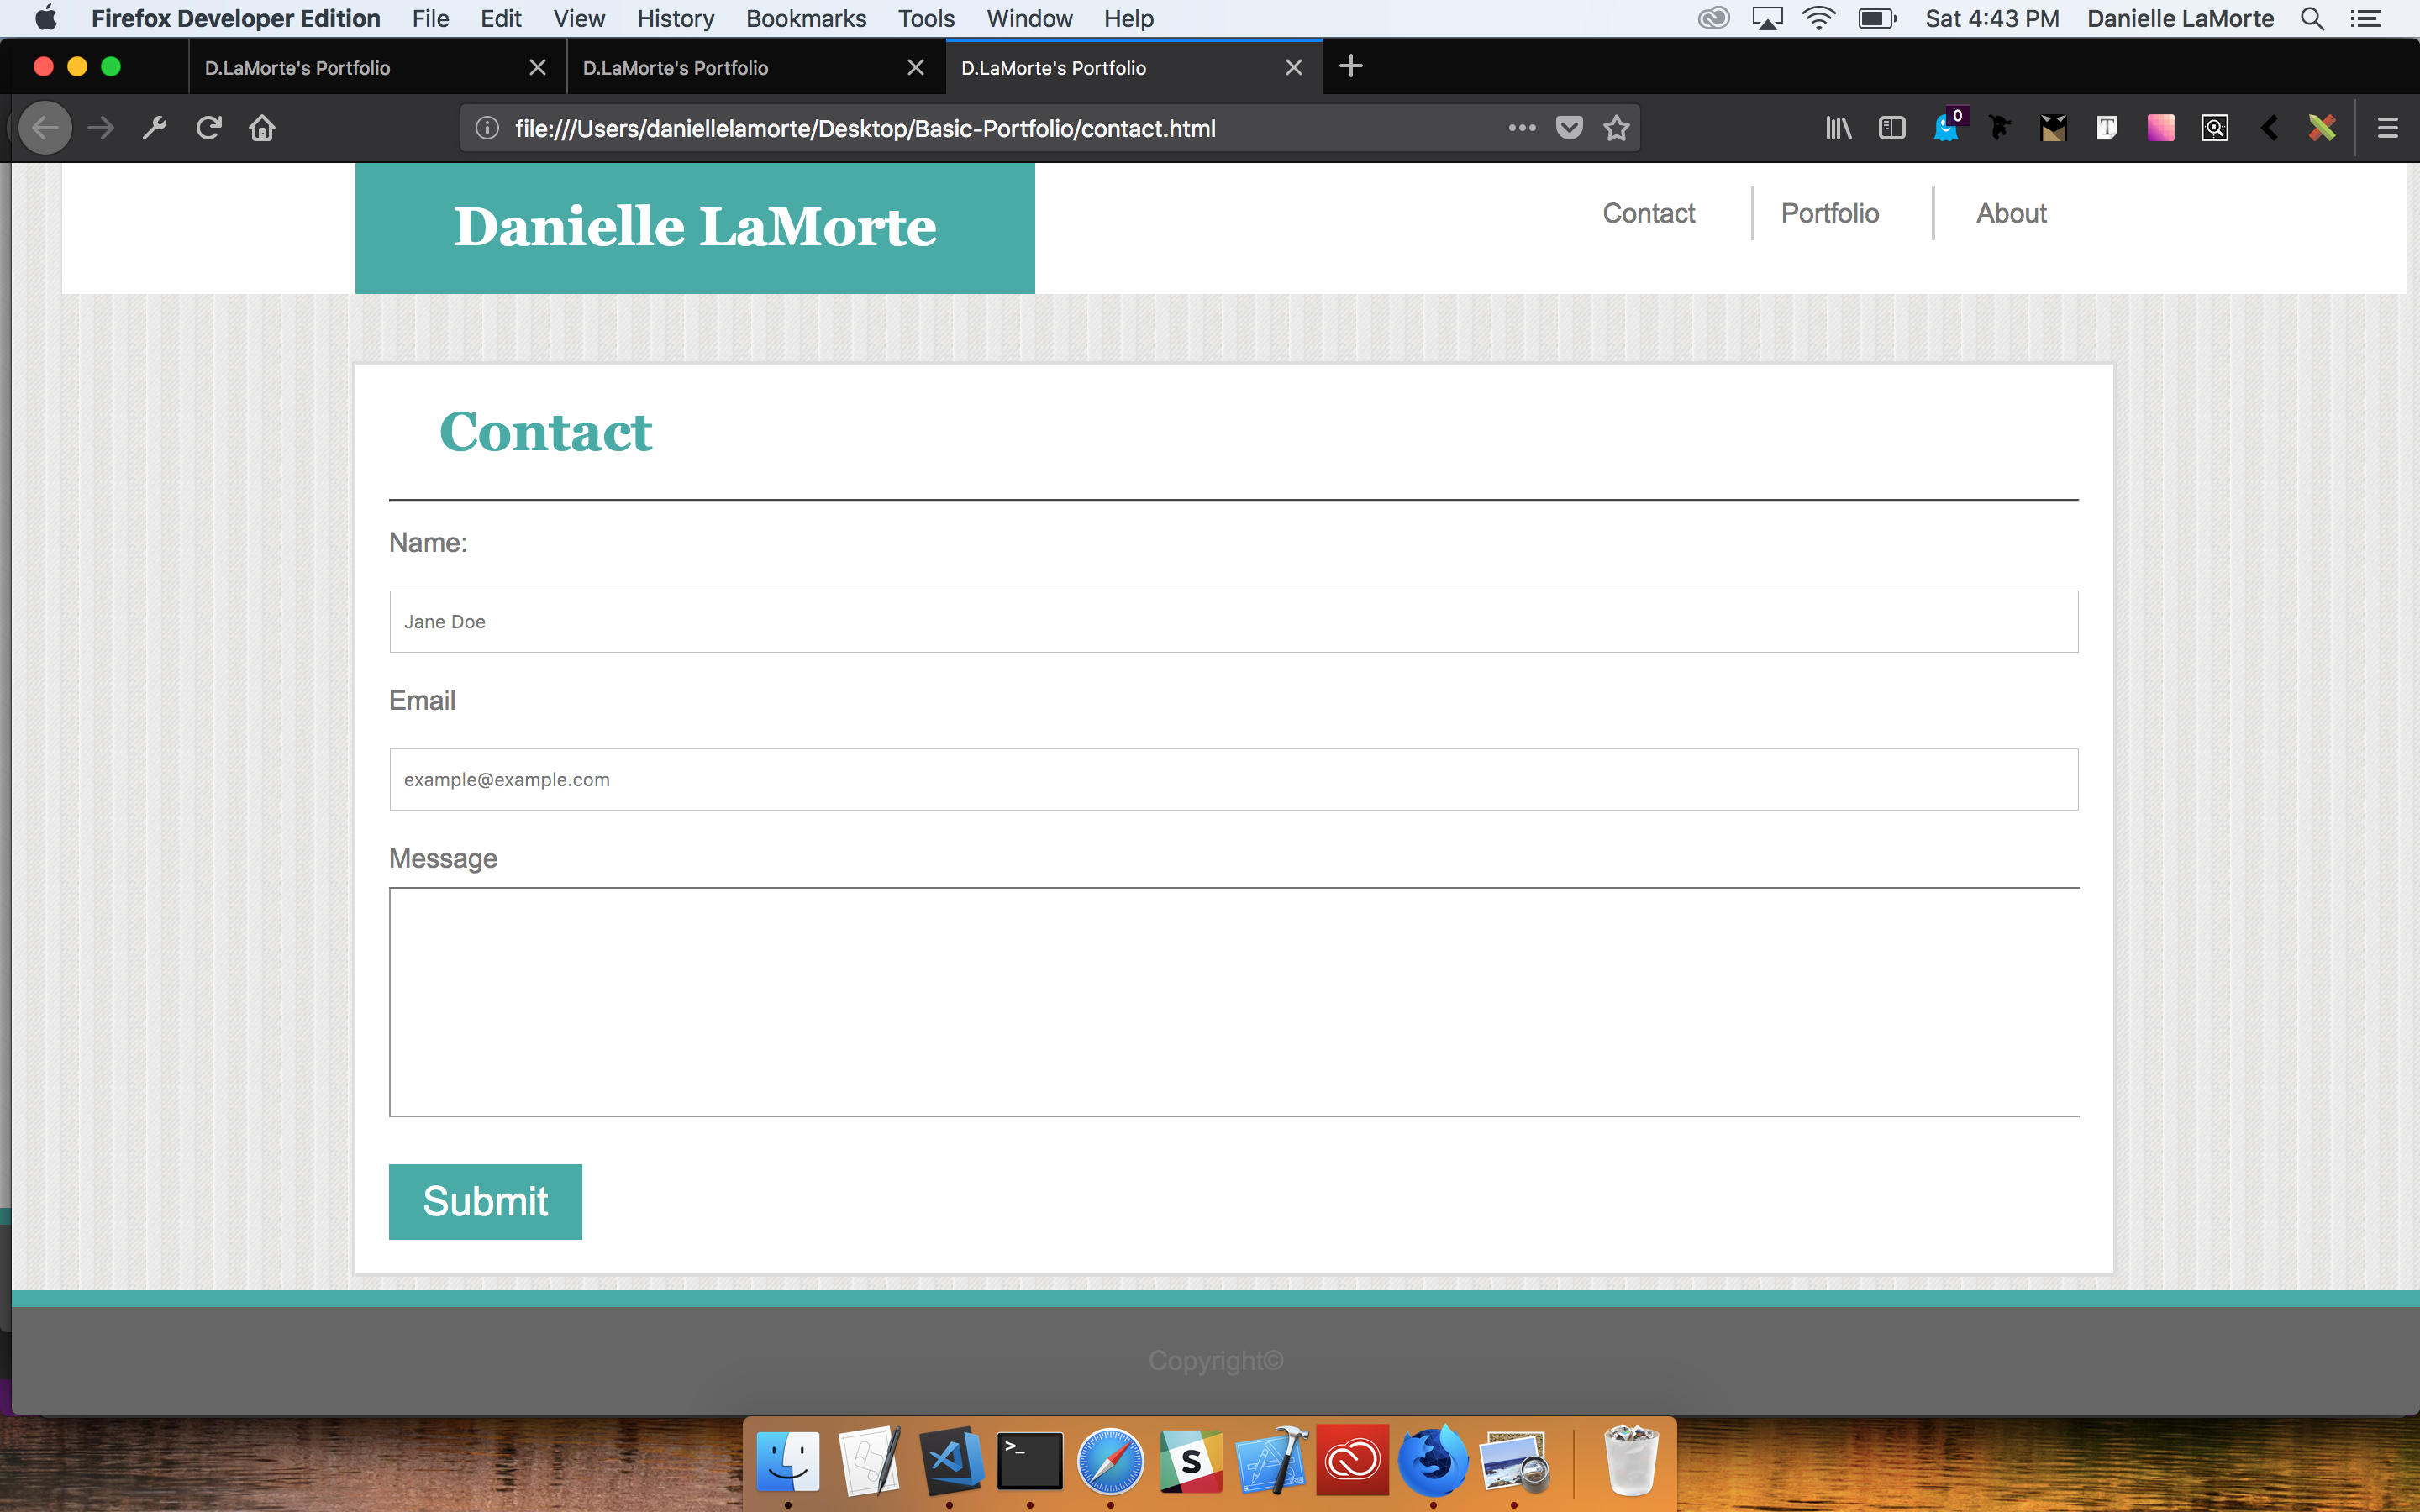 Firefox Developer Edition File Edit View History Bookmarks Tools Window Help Sat 4:43 PM Danielle LaMorte
D.LaMorte's Portfolio D.LaMorte's Portfolio D.LaMorte's Portfolio
file:///Users/daniellelamorte/Desktop/Basic-Portfolio/contact.html 0 T
Danielle LaMorte
Contact Portfolio About
Contact
Name:
Jane Doe
Email
example@example.com
Message
Submit
Copyright©
>_ S